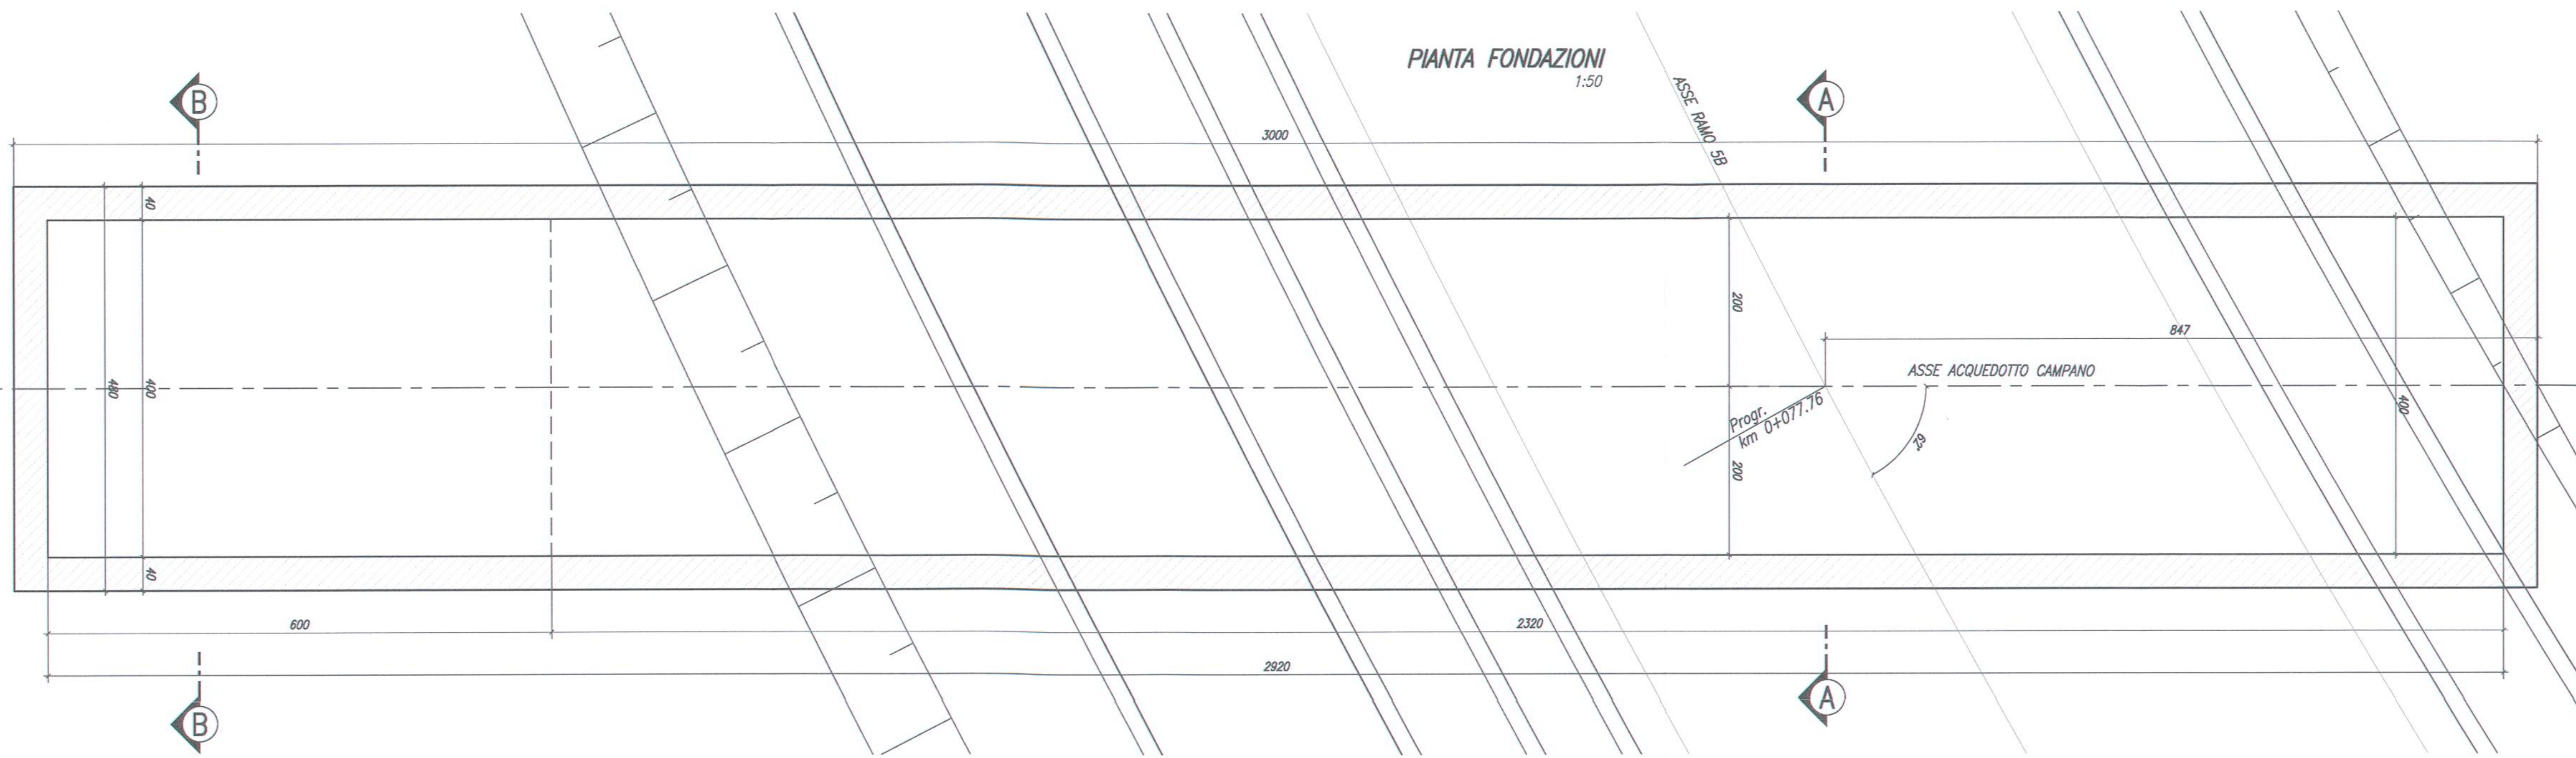 PIANTA FONDAZIONI
1:50
B
A
ASSE RAMO 5B
3000
40
200
847
ASSE ACQUEDOTTO CAMPANO
480
400
400
Progr.
km 0+077.76
62
200
40
600
2320
2920
B
A